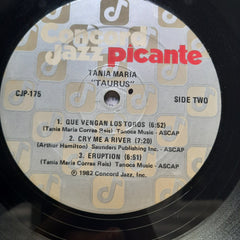 concord
jazz picante
TANIA MARIA
"TAURUS"
CJP-175
SIDE TWO
1. QUE VENGAN LOS TOROS (6:52)
(Tania Maria Correa Reis) Tanoca Music - ASCAP
2. CRY ME A RIVER (7:20)
(Arthur Hamilton) Saunders Publishing Inc. - ASCAP
3. ERUPTION (6:51)
(Tania Maria Correa Reis) Tanoca Music - ASCAP
© 1982 Concord Jazz, Inc.